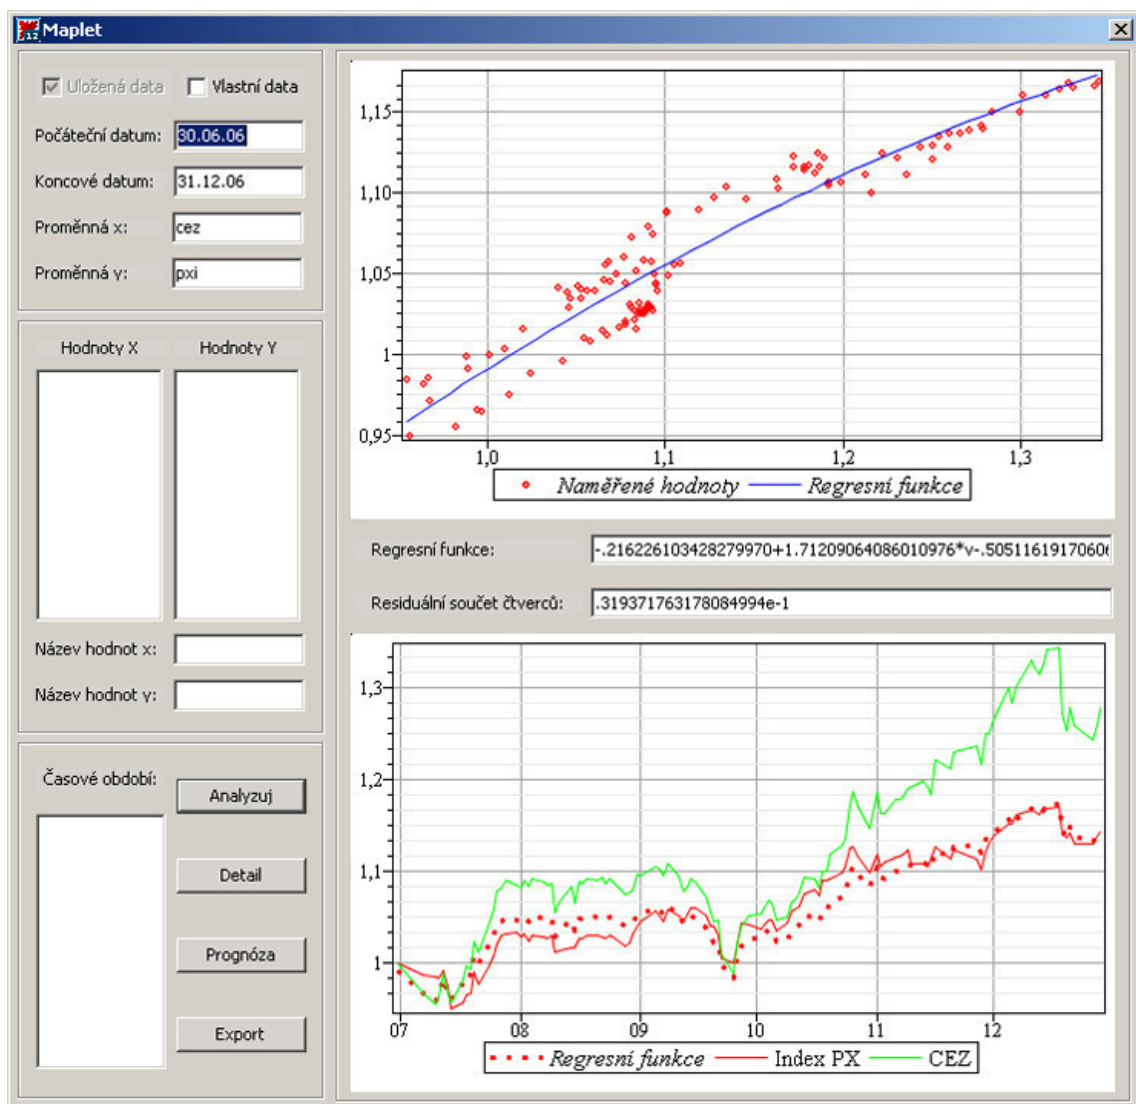 Maplet
Uložená data Vlastní data
Počáteční datum: 30.06.06
Koncové datum: 31.12.06
Proměnná x: cez
Proměnná y: pxi
Hodnoty X Hodnoty Y
Název hodnot x:
Název hodnot y:
Časové období:
Analyzuj
Detail
Prognóza
Export
1,15
1,10
1,05
1
0,95
1,0 1,1 1,2 1,3
Naměřené hodnoty Regresní funkce
Regresní funkce: -.216226103428279970+1.71209064086010976*v-.50511619170606
Residuální součet čtverců: .319371763178084994e-1
1,3
1,2
1,1
1
07 08 09 10 11 12
Regresní funkce Index PX CEZ